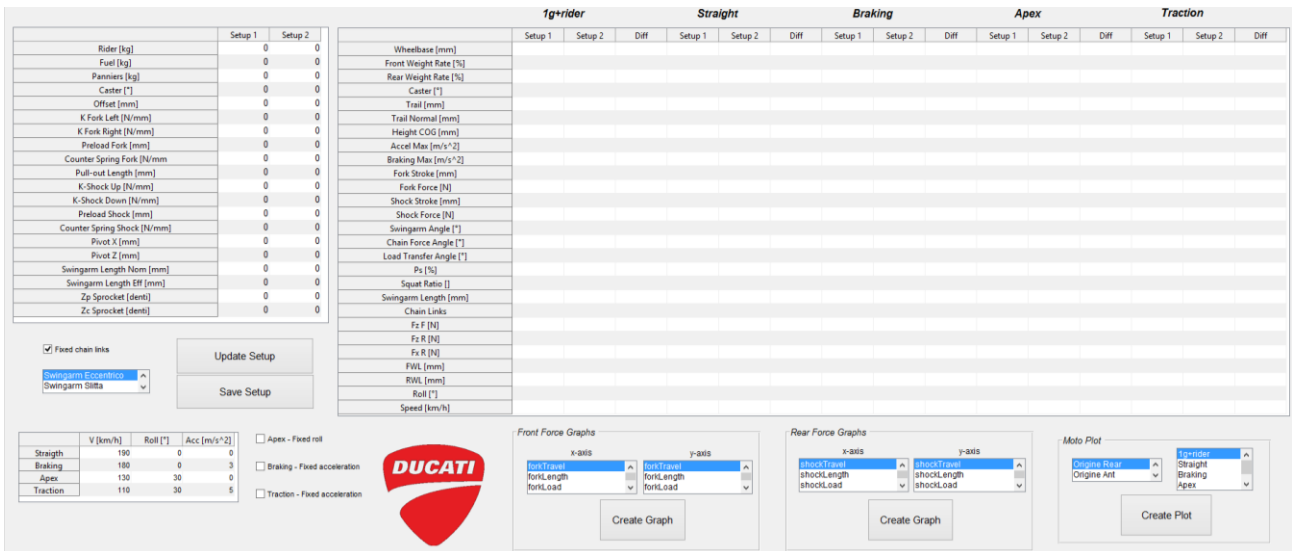 1g+rider Straight Braking Apex Traction
Setup 1 Setup 2
Setup 1 Setup 2 Diff Setup 1 Setup 2 Diff Setup 1 Setup 2 Diff Setup 1 Setup 2 Diff Setup 1 Setup 2 Diff
Rider [kg] 0 0
Fuel [kg] 0 0
Panniers [kg] 0 0
Caster [°] 0 0
Offset [mm] 0 0
K Fork Left [N/mm] 0 0
K Fork Right [N/mm] 0 0
Preload Fork [mm] 0 0
Counter Spring Fork [N/mm 0 0
Pull-out Length [mm] 0 0
K-Shock Up [N/mm] 0 0
K-Shock Down [N/mm] 0 0
Preload Shock [mm] 0 0
Counter Spring Shock [N/mm] 0 0
Pivot X [mm] 0 0
Pivot Z [mm] 0 0
Swingarm Length Nom [mm] 0 0
Swingarm Length Eff [mm] 0 0
Zp Sprocket [denti] 0 0
Zc Sprocket [denti] 0 0
Wheelbase [mm]
Front Weight Rate [%]
Rear Weight Rate [%]
Caster [°]
Trail [mm]
Trail Normal [mm]
Height COG [mm]
Accel Max [m/s^2]
Braking Max [m/s^2]
Fork Stroke [mm]
Fork Force [N]
Shock Stroke [mm]
Shock Force [N]
Swingarm Angle [°]
Chain Force Angle [°]
Load Transfer Angle [°]
Ps [%]
Squat Ratio []
Swingarm Length [mm]
Chain Links
Fz F [N]
Fz R [N]
Fx R [N]
FWL [mm]
RWL [mm]
Roll [°]
Speed [km/h]
Fixed chain links
Swingarm Eccentrico
Swingarm Slitta
Update Setup
Save Setup
V [km/h] Roll [°] Acc [m/s^2]
Straigth 190 0 0
Braking 180 0 3
Apex 130 30 0
Traction 110 30 5
Apex - Fixed roll
Braking - Fixed acceleration
Traction - Fixed acceleration
DUCATI
Front Force Graphs
x-axis y-axis
forkTravel forkTravel
forkLength forkLength
forkLoad forkLoad
Create Graph
Rear Force Graphs
x-axis y-axis
shockTravel shockTravel
shockLength shockLength
shockLoad shockLoad
Create Graph
Moto Plot
Origine Rear
Origine Ant
1g+rider
Straight
Braking
Apex
Create Plot